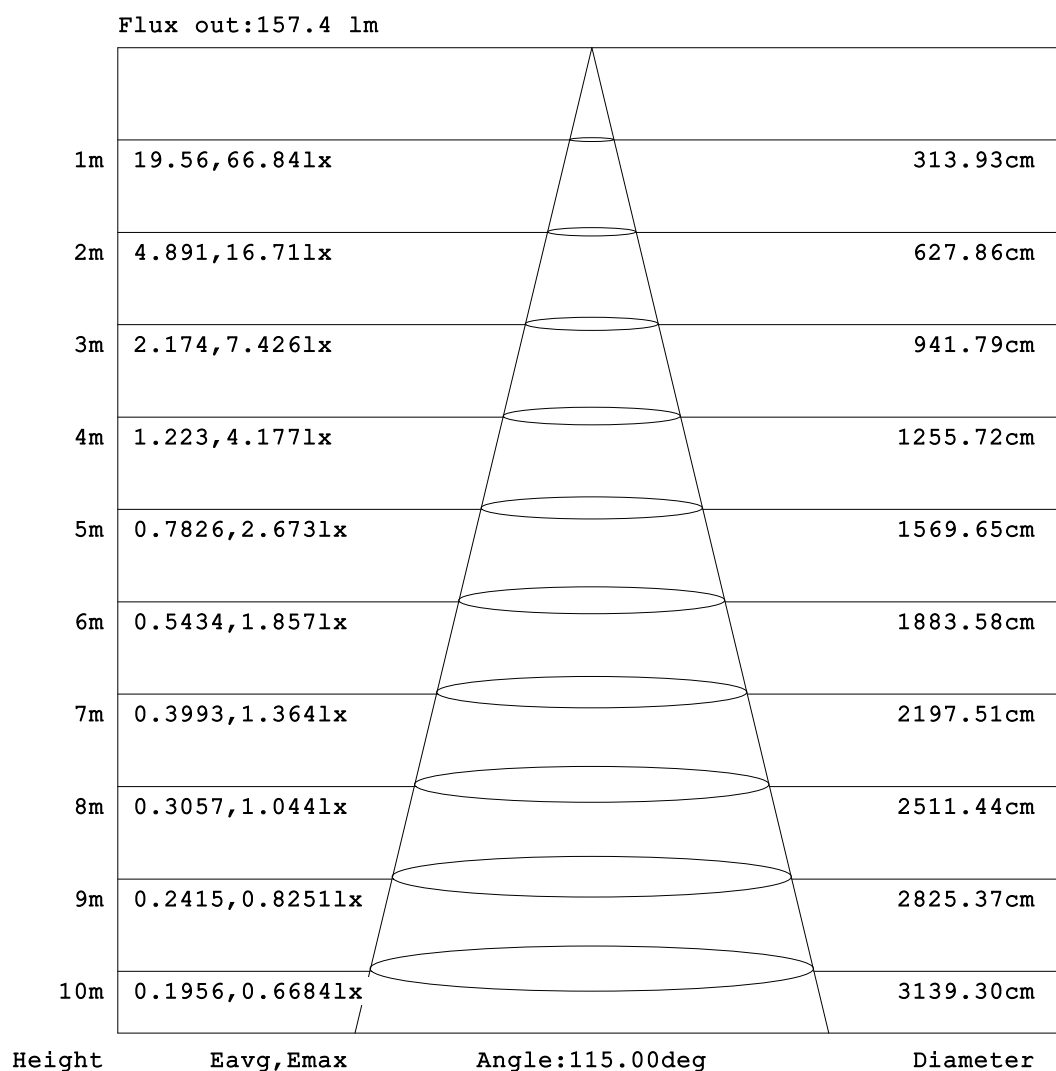 Flux out:157.4 lm
1m 19.56,66.84lx 313.93cm
2m 4.891,16.71lx 627.86cm
3m 2.174,7.426lx 941.79cm
4m 1.223,4.177lx 1255.72cm
5m 0.7826,2.673lx 1569.65cm
6m 0.5434,1.857lx 1883.58cm
7m 0.3993,1.364lx 2197.51cm
8m 0.3057,1.044lx 2511.44cm
9m 0.2415,0.8251lx 2825.37cm
10m 0.1956,0.6684lx 3139.30cm
Height Eavg,Emax Angle:115.00deg Diameter